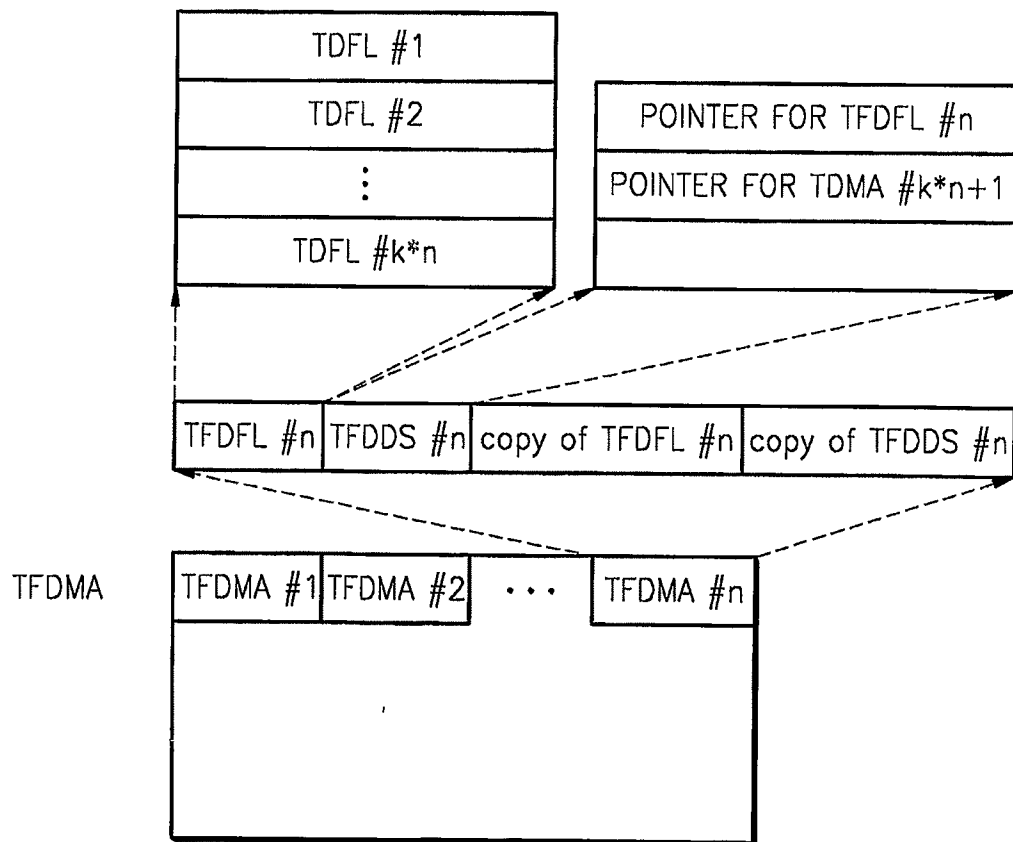 TDFL #1
TDFL #2
⋮
TDFL #k*n
POINTER FOR TFDFL #n
POINTER FOR TDMA #k*n+1
TFDFL #n TFDDS #n copy of TFDFL #n copy of TFDDS #n
TFDMA TFDMA #1 TFDMA #2 ··· TFDMA #n